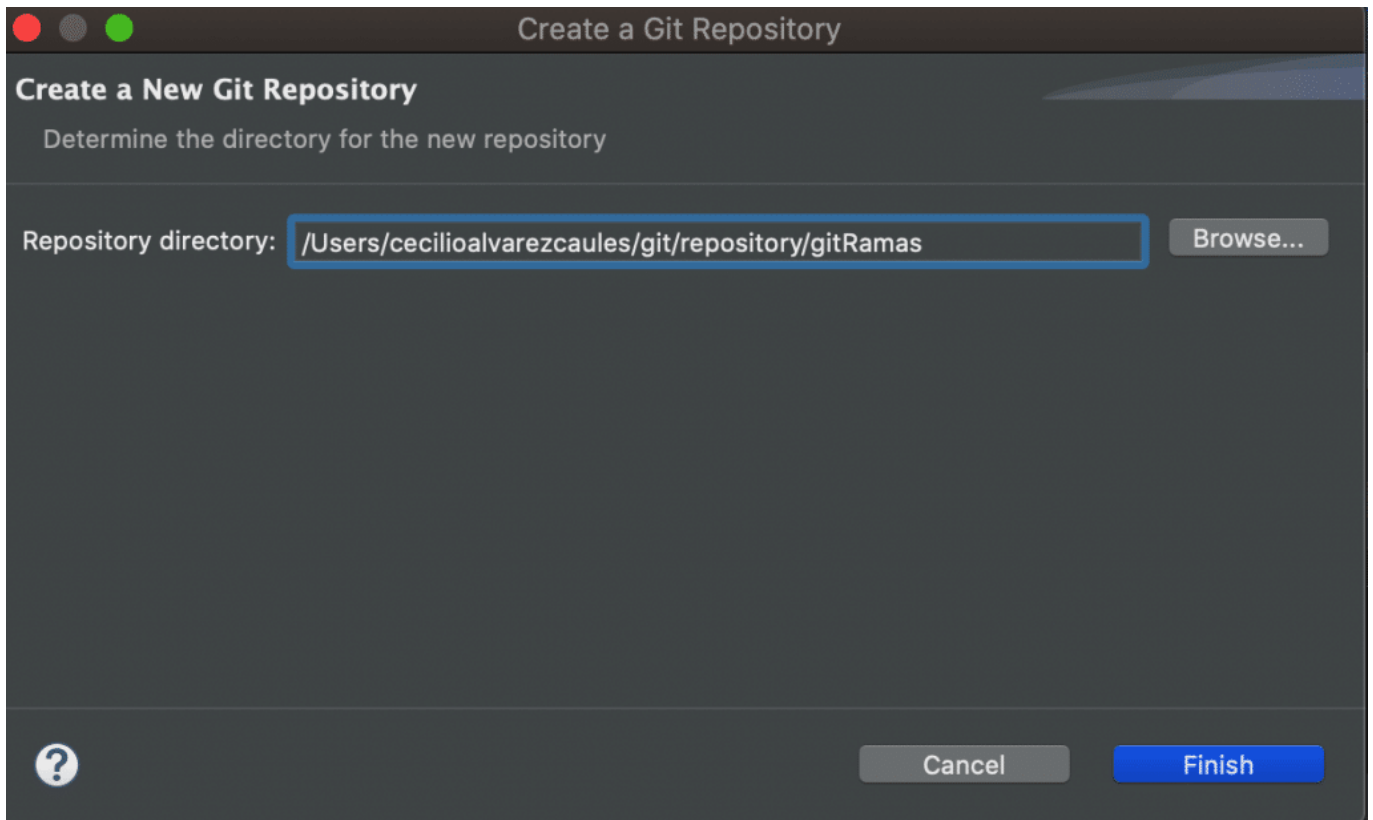 Create a Git Repository
Create a New Git Repository
Determine the directory for the new repository
Repository directory: /Users/cecilioalvarezcaules/git/repository/gitRamas Browse...
? Cancel Finish